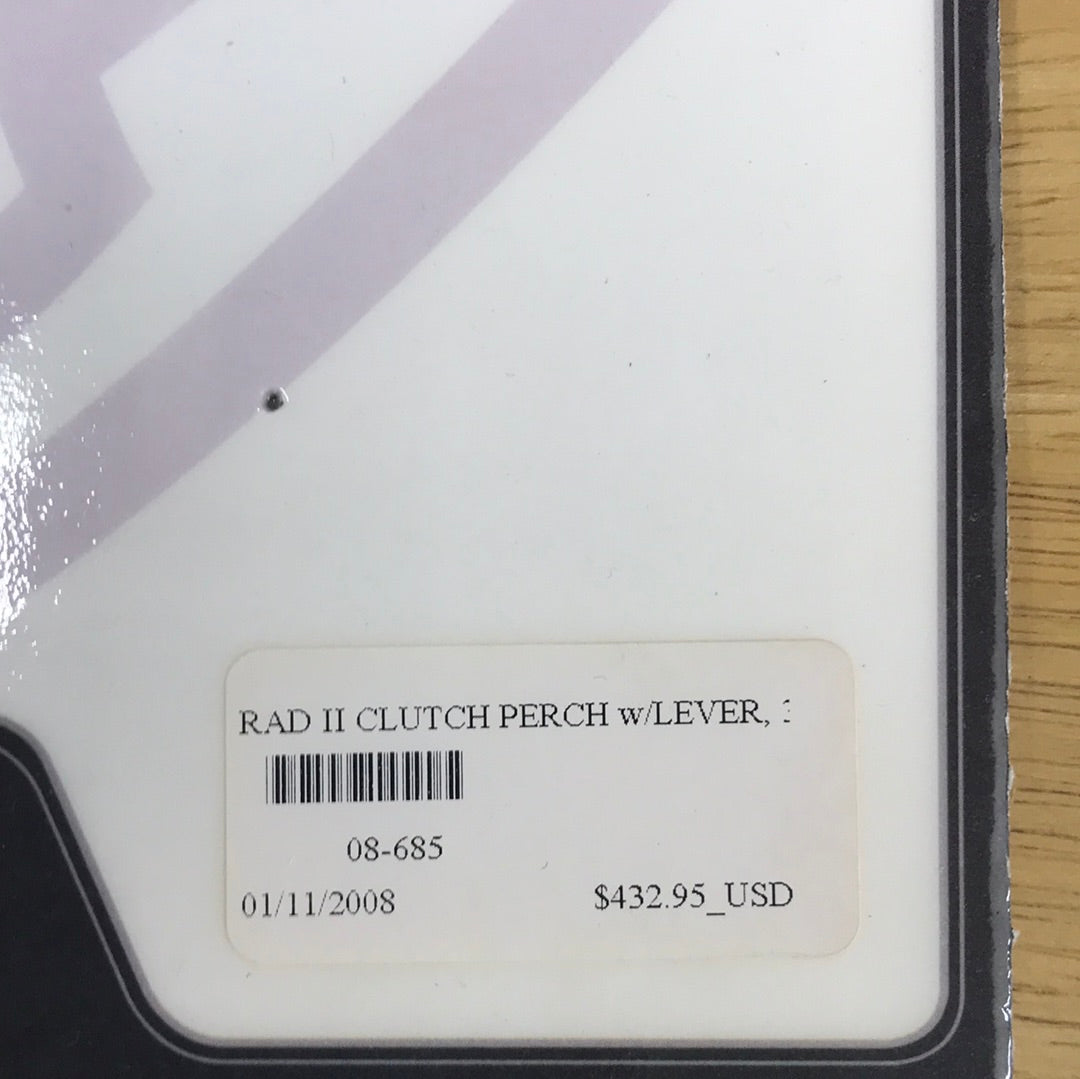 RAD II CLUTCH PERCH w/LEVER,
08-685
01/11/2008 $432.95_USD